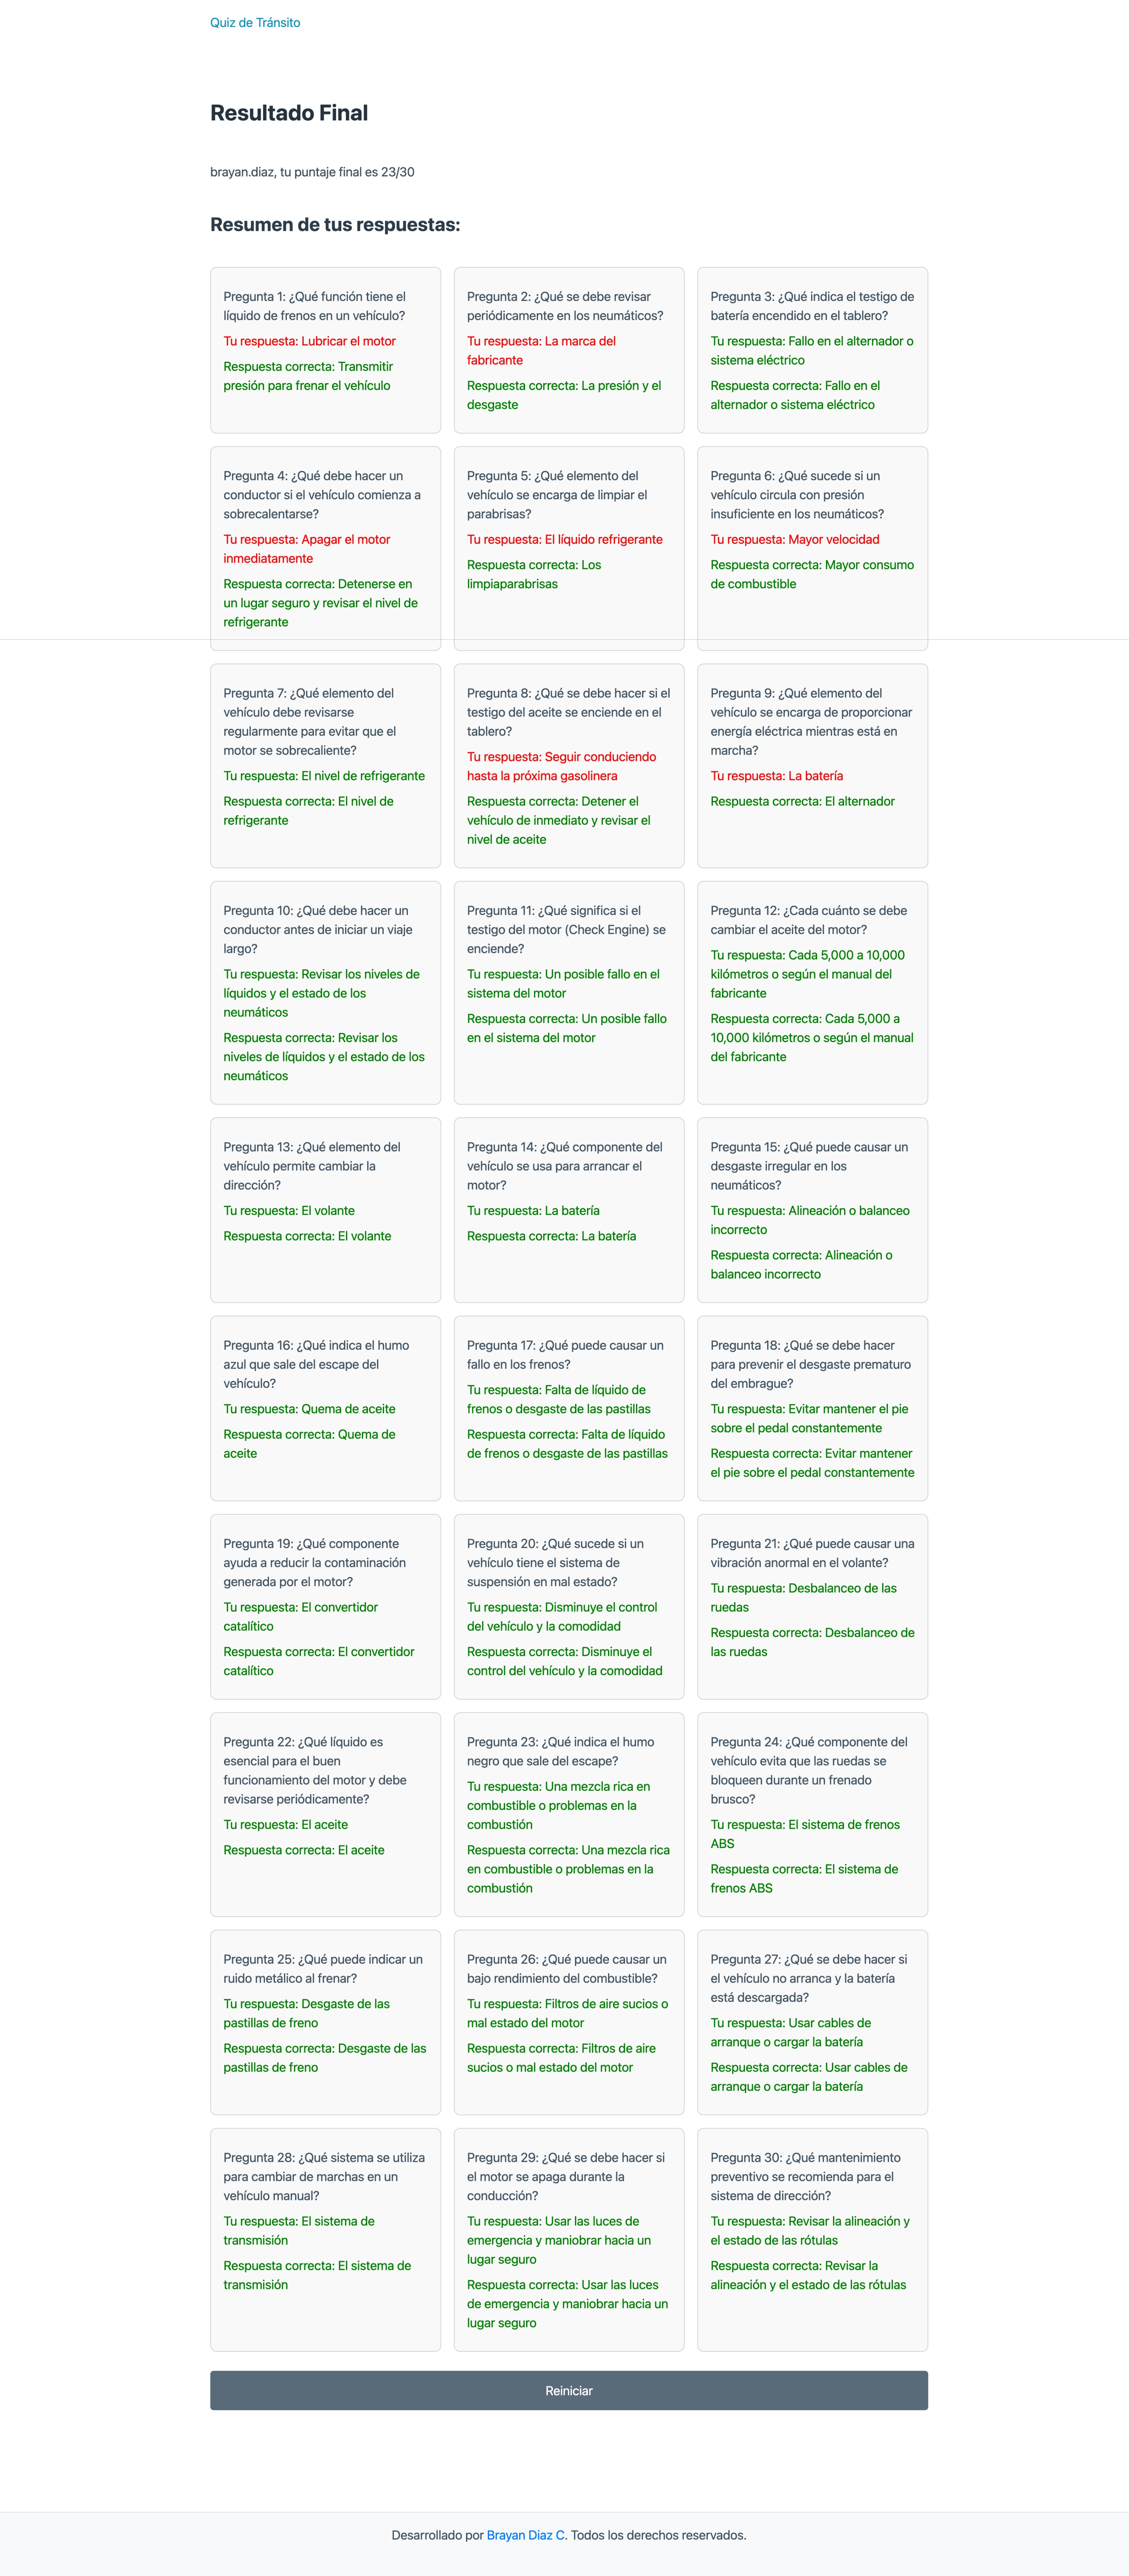 Quiz de Tránsito
Resultado Final
brayan.diaz, tu puntaje final es 23/30
Resumen de tus respuestas:
Pregunta 1: ¿Qué función tiene el
líquido de frenos en un vehículo?
Tu respuesta: Lubricar el motor
Respuesta correcta: Transmitir
presión para frenar el vehículo
Pregunta 2: ¿Qué se debe revisar
periódicamente en los neumáticos?
Tu respuesta: La marca del
fabricante
Respuesta correcta: La presión y el
desgaste
Pregunta 3: ¿Qué indica el testigo de
batería encendido en el tablero?
Tu respuesta: Fallo en el alternador o
sistema eléctrico
Respuesta correcta: Fallo en el
alternador o sistema eléctrico
Pregunta 4: ¿Qué debe hacer un
conductor si el vehículo comienza a
sobrecalentarse?
Tu respuesta: Apagar el motor
inmediatamente
Respuesta correcta: Detenerse en
un lugar seguro y revisar el nivel de
refrigerante
Pregunta 5: ¿Qué elemento del
vehículo se encarga de limpiar el
parabrisas?
Tu respuesta: El líquido refrigerante
Respuesta correcta: Los
limpiaparabrisas
Pregunta 6: ¿Qué sucede si un
vehículo circula con presión
insuficiente en los neumáticos?
Tu respuesta: Mayor velocidad
Respuesta correcta: Mayor consumo
de combustible
Pregunta 7: ¿Qué elemento del
vehículo debe revisarse
regularmente para evitar que el
motor se sobrecaliente?
Tu respuesta: El nivel de refrigerante
Respuesta correcta: El nivel de
refrigerante
Pregunta 8: ¿Qué se debe hacer si el
testigo del aceite se enciende en el
tablero?
Tu respuesta: Seguir conduciendo
hasta la próxima gasolinera
Respuesta correcta: Detener el
vehículo de inmediato y revisar el
nivel de aceite
Pregunta 9: ¿Qué elemento del
vehículo se encarga de proporcionar
energía eléctrica mientras está en
marcha?
Tu respuesta: La batería
Respuesta correcta: El alternador
Pregunta 10: ¿Qué debe hacer un
conductor antes de iniciar un viaje
largo?
Tu respuesta: Revisar los niveles de
líquidos y el estado de los
neumáticos
Respuesta correcta: Revisar los
niveles de líquidos y el estado de los
neumáticos
Pregunta 11: ¿Qué significa si el
testigo del motor (Check Engine) se
enciende?
Tu respuesta: Un posible fallo en el
sistema del motor
Respuesta correcta: Un posible fallo
en el sistema del motor
Pregunta 12: ¿Cada cuánto se debe
cambiar el aceite del motor?
Tu respuesta: Cada 5,000 a 10,000
kilómetros o según el manual del
fabricante
Respuesta correcta: Cada 5,000 a
10,000 kilómetros o según el manual
del fabricante
Pregunta 13: ¿Qué elemento del
vehículo permite cambiar la
dirección?
Tu respuesta: El volante
Respuesta correcta: El volante
Pregunta 14: ¿Qué componente del
vehículo se usa para arrancar el
motor?
Tu respuesta: La batería
Respuesta correcta: La batería
Pregunta 15: ¿Qué puede causar un
desgaste irregular en los
neumáticos?
Tu respuesta: Alineación o balanceo
incorrecto
Respuesta correcta: Alineación o
balanceo incorrecto
Pregunta 16: ¿Qué indica el humo
azul que sale del escape del
vehículo?
Tu respuesta: Quema de aceite
Respuesta correcta: Quema de
aceite
Pregunta 17: ¿Qué puede causar un
fallo en los frenos?
Tu respuesta: Falta de líquido de
frenos o desgaste de las pastillas
Respuesta correcta: Falta de líquido
de frenos o desgaste de las pastillas
Pregunta 18: ¿Qué se debe hacer
para prevenir el desgaste prematuro
del embrague?
Tu respuesta: Evitar mantener el pie
sobre el pedal constantemente
Respuesta correcta: Evitar mantener
el pie sobre el pedal constantemente
Pregunta 19: ¿Qué componente
ayuda a reducir la contaminación
generada por el motor?
Tu respuesta: El convertidor
catalítico
Respuesta correcta: El convertidor
catalítico
Pregunta 20: ¿Qué sucede si un
vehículo tiene el sistema de
suspensión en mal estado?
Tu respuesta: Disminuye el control
del vehículo y la comodidad
Respuesta correcta: Disminuye el
control del vehículo y la comodidad
Pregunta 21: ¿Qué puede causar una
vibración anormal en el volante?
Tu respuesta: Desbalanceo de las
ruedas
Respuesta correcta: Desbalanceo de
las ruedas
Pregunta 22: ¿Qué líquido es
esencial para el buen
funcionamiento del motor y debe
revisarse periódicamente?
Tu respuesta: El aceite
Respuesta correcta: El aceite
Pregunta 23: ¿Qué indica el humo
negro que sale del escape?
Tu respuesta: Una mezcla rica en
combustible o problemas en la
combustión
Respuesta correcta: Una mezcla rica
en combustible o problemas en la
combustión
Pregunta 24: ¿Qué componente del
vehículo evita que las ruedas se
bloqueen durante un frenado
brusco?
Tu respuesta: El sistema de frenos
ABS
Respuesta correcta: El sistema de
frenos ABS
Pregunta 25: ¿Qué puede indicar un
ruido metálico al frenar?
Tu respuesta: Desgaste de las
pastillas de freno
Respuesta correcta: Desgaste de las
pastillas de freno
Pregunta 26: ¿Qué puede causar un
bajo rendimiento del combustible?
Tu respuesta: Filtros de aire sucios o
mal estado del motor
Respuesta correcta: Filtros de aire
sucios o mal estado del motor
Pregunta 27: ¿Qué se debe hacer si
el vehículo no arranca y la batería
está descargada?
Tu respuesta: Usar cables de
arranque o cargar la batería
Respuesta correcta: Usar cables de
arranque o cargar la batería
Pregunta 28: ¿Qué sistema se utiliza
para cambiar de marchas en un
vehículo manual?
Tu respuesta: El sistema de
transmisión
Respuesta correcta: El sistema de
transmisión
Pregunta 29: ¿Qué se debe hacer si
el motor se apaga durante la
conducción?
Tu respuesta: Usar las luces de
emergencia y maniobrar hacia un
lugar seguro
Respuesta correcta: Usar las luces
de emergencia y maniobrar hacia un
lugar seguro
Pregunta 30: ¿Qué mantenimiento
preventivo se recomienda para el
sistema de dirección?
Tu respuesta: Revisar la alineación y
el estado de las rótulas
Respuesta correcta: Revisar la
alineación y el estado de las rótulas
Reiniciar
Desarrollado por Brayan Diaz C. Todos los derechos reservados.